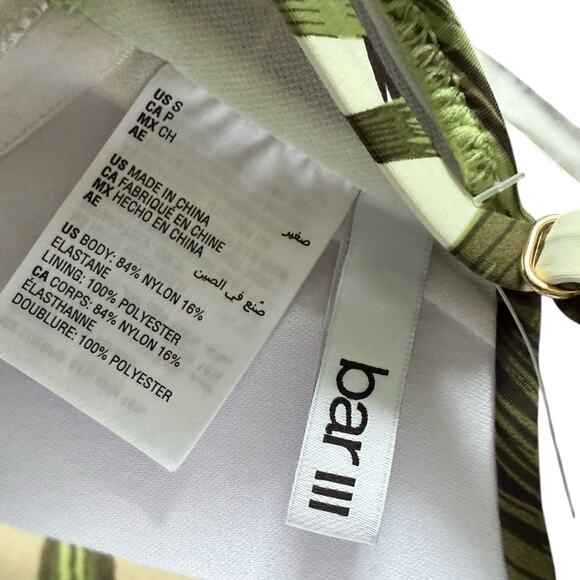 US S
CA P
MX CH
AE صغير
US MADE IN CHINA
CA FABRIQUÉ EN CHINE
MX HECHO EN CHINA
AE صُنع في الصين
US BODY: 84% NYLON 16%
ELASTANE
LINING: 100% POLYESTER
CA CORPS: 84% NYLON 16%
ÉLASTHANNE
DOUBLURE: 100% POLYESTER
bar III